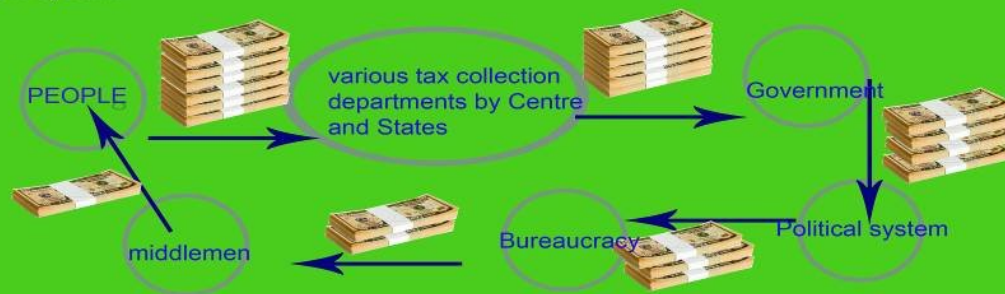 PEOPLE
various tax collection
departments by Centre
and States
Government
Political system
Bureaucracy
middlemen